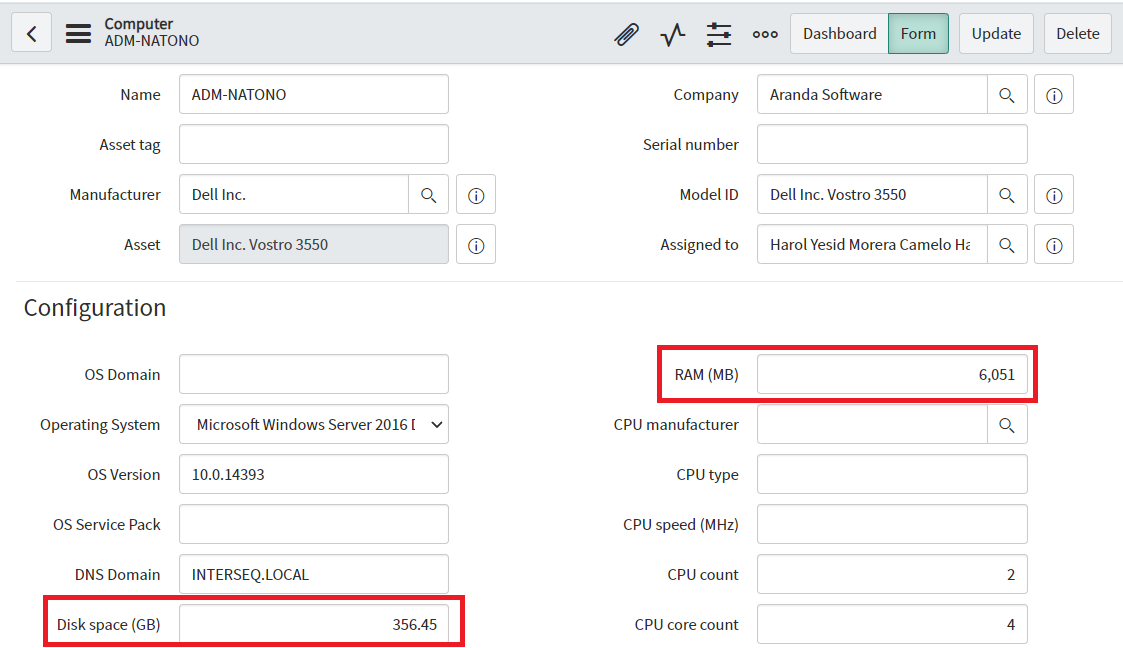 Computer
ADM-NATONO
Dashboard Form Update Delete
Name ADM-NATONO Company Aranda Software
Asset tag Serial number
Manufacturer Dell Inc. Model ID Dell Inc. Vostro 3550
Asset Dell Inc. Vostro 3550 Assigned to Harol Yesid Morera Camelo Ha
Configuration
OS Domain RAM (MB) 6,051
Operating System Microsoft Windows Server 2016 D CPU manufacturer
OS Version 10.0.14393 CPU type
OS Service Pack CPU speed (MHz)
DNS Domain INTERSEQ.LOCAL CPU count 2
Disk space (GB) 356.45 CPU core count 4